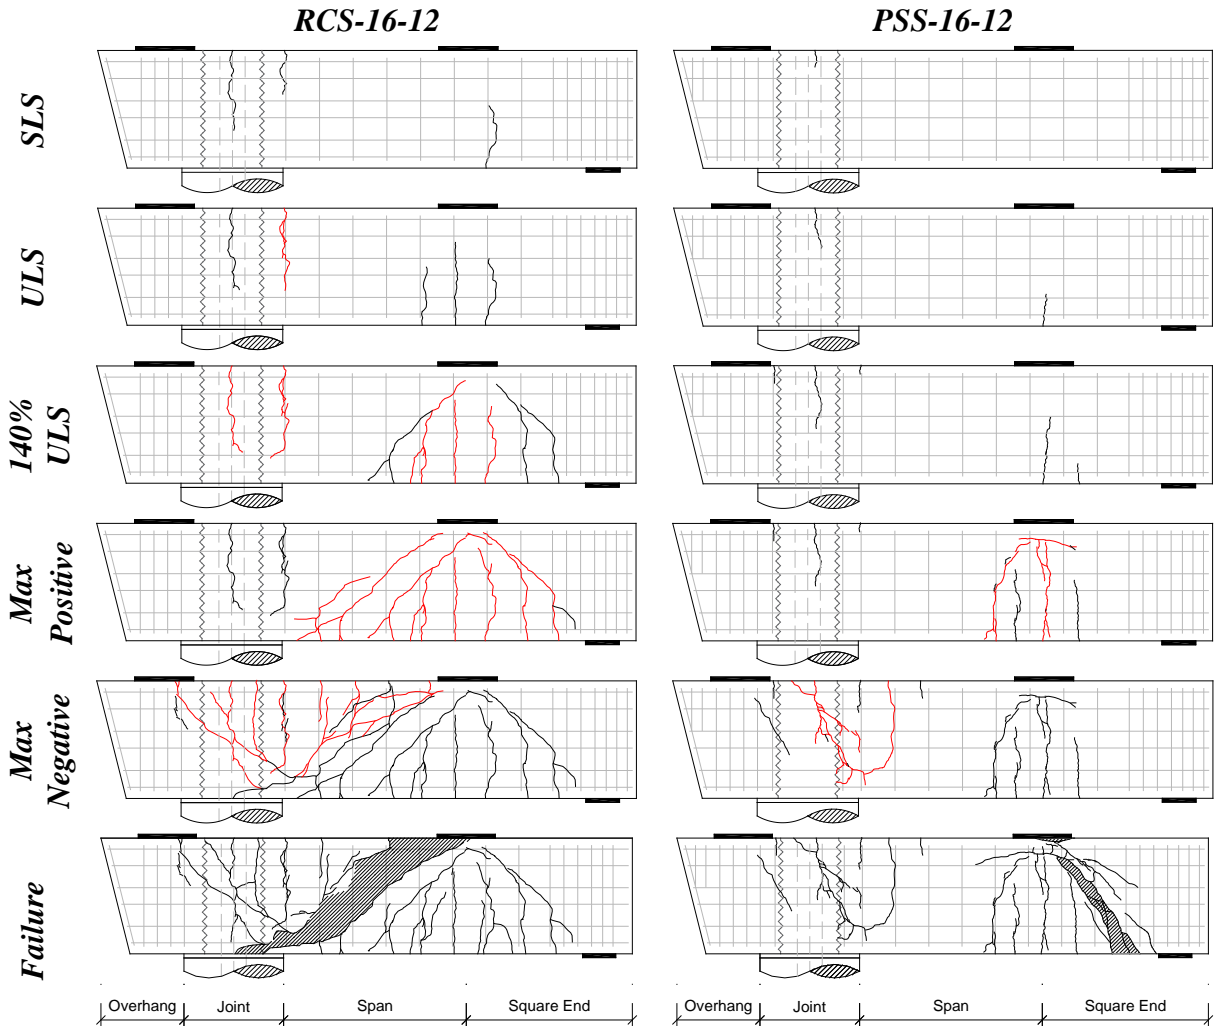 RCS-16-12
PSS-16-12
SLS
ULS
140%
ULS
Max
Positive
Max
Negative
Failure
Overhang
Joint
Span
Square End
Overhang
Joint
Span
Square End